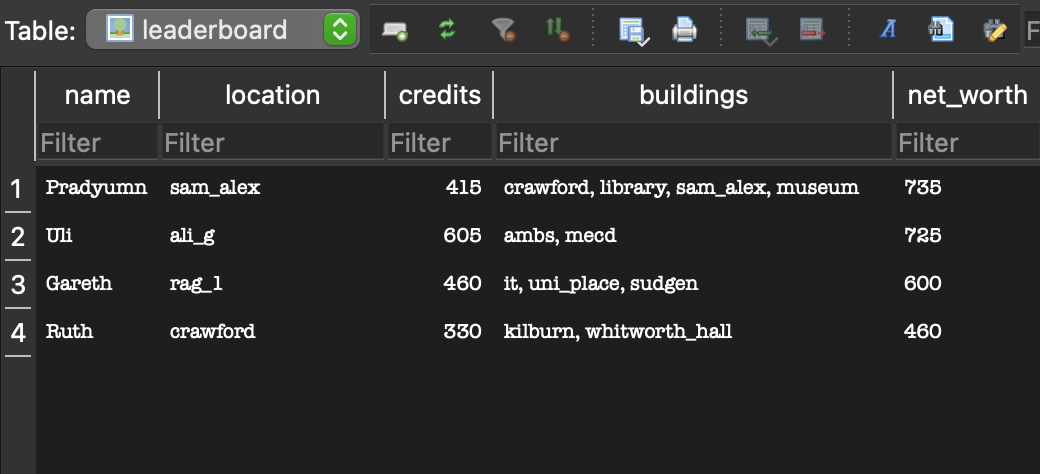 Table: leaderboard
name location credits buildings net_worth
Filter Filter Filter Filter Filter
1 Pradyumn sam_alex 415 crawford, library, sam_alex, museum 735
2 Uli ali_g 605 ambs, mecd 725
3 Gareth rag_1 460 it, uni_place, sudgen 600
4 Ruth crawford 330 kilburn, whitworth_hall 460